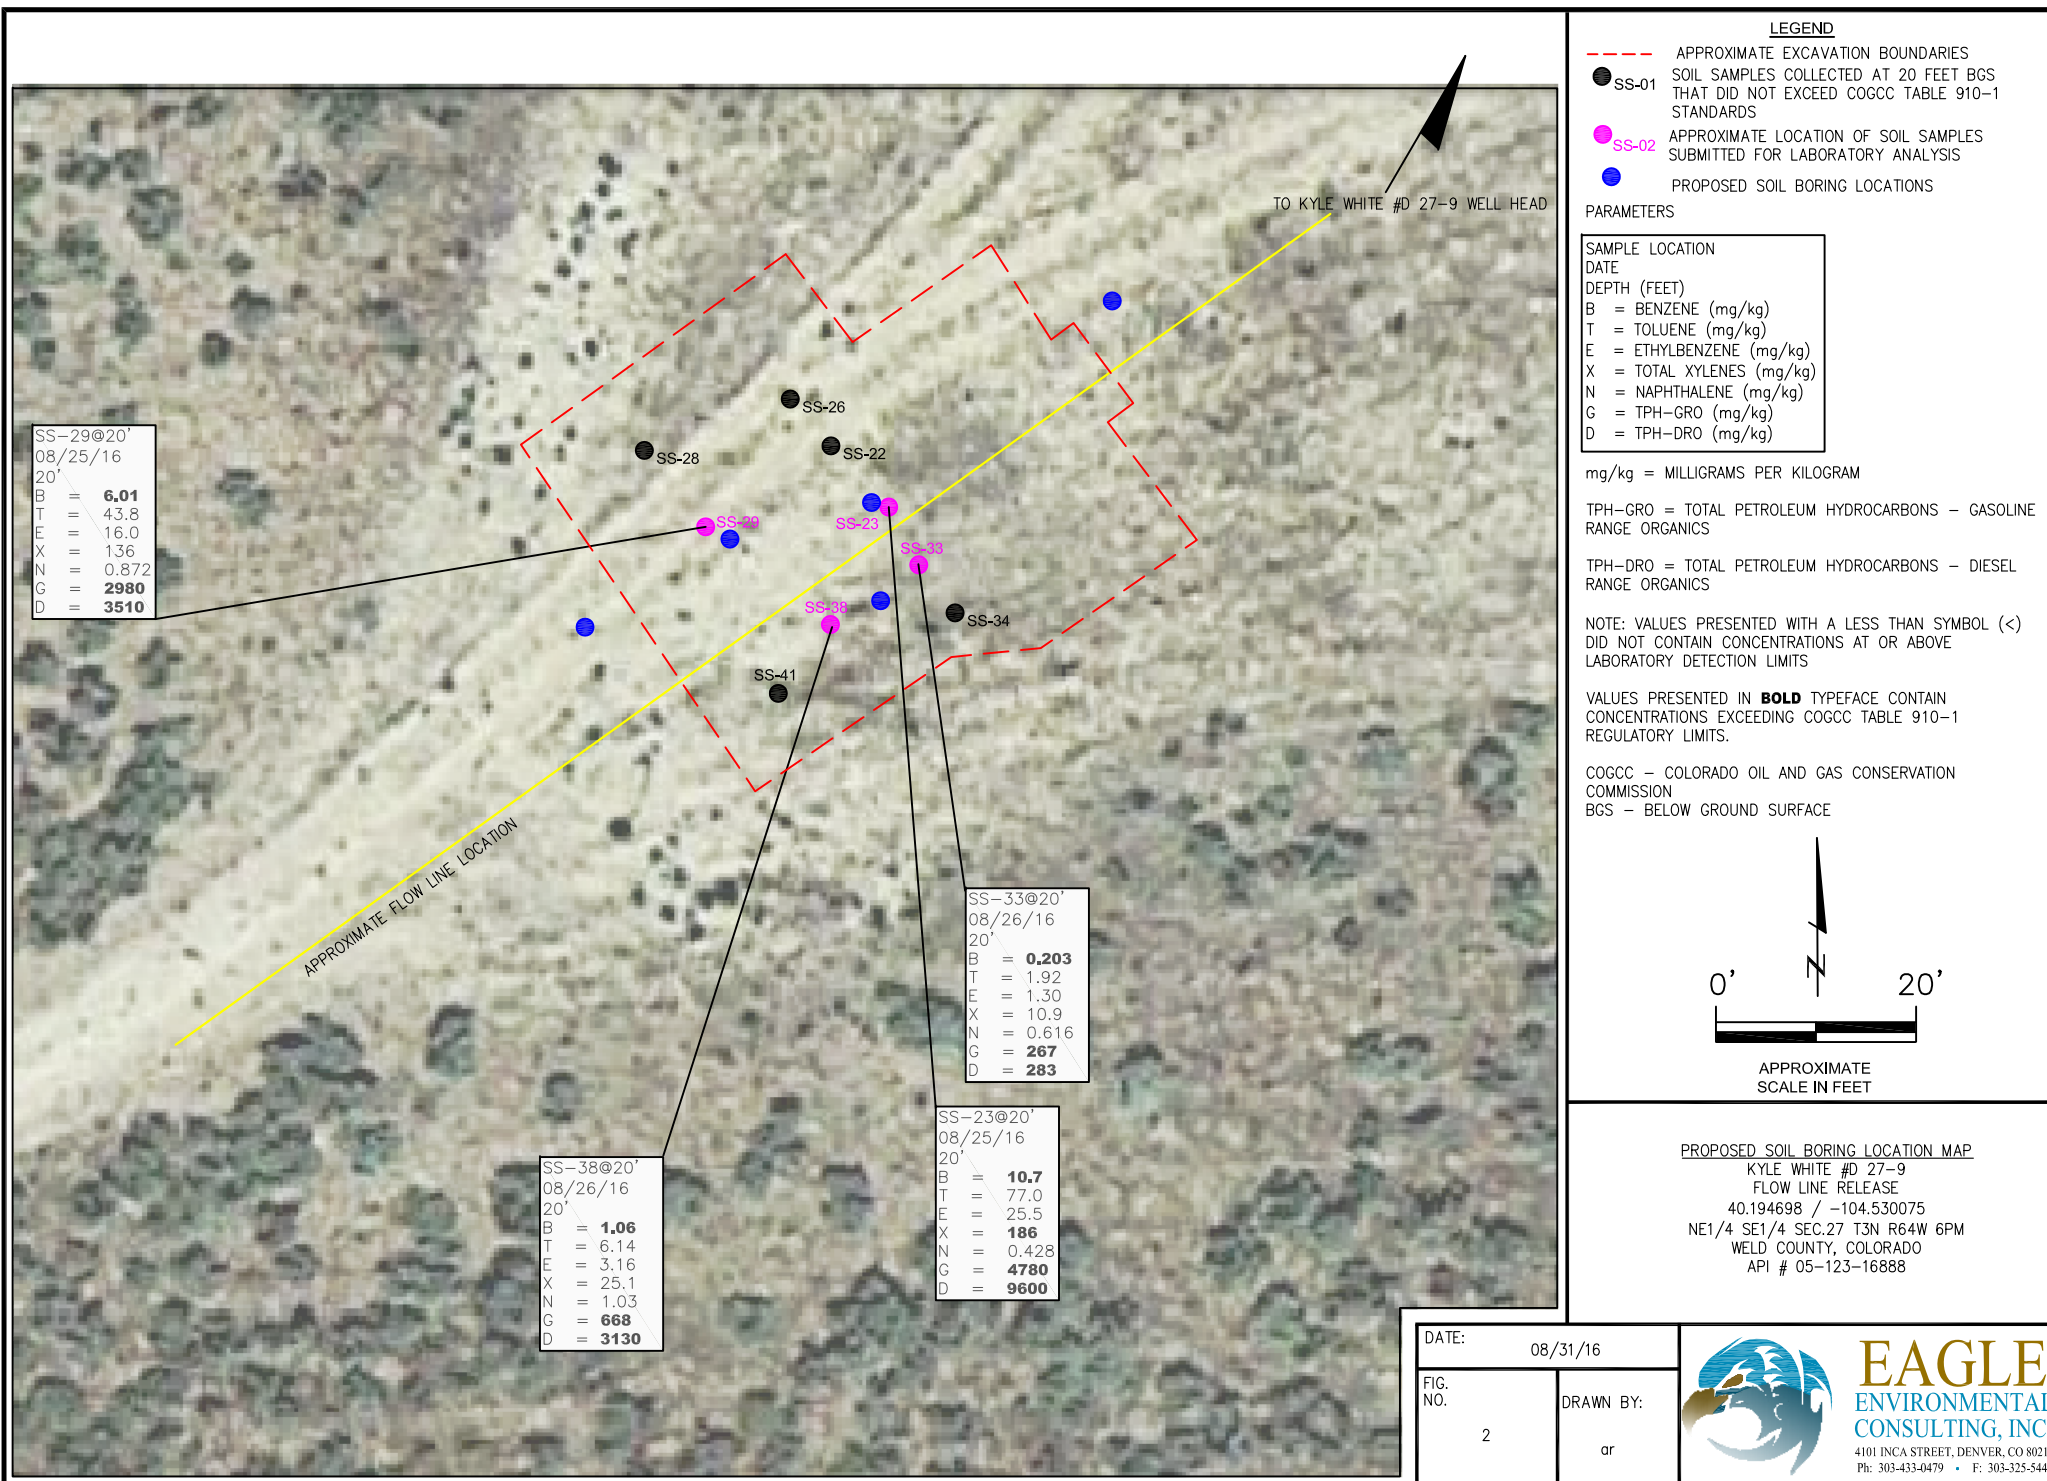 LEGEND
APPROXIMATE EXCAVATION BOUNDARIES
SS-01
SOIL SAMPLES COLLECTED AT 20 FEET BGS
THAT DID NOT EXCEED COGCC TABLE 910-1
STANDARDS
SS-02
APPROXIMATE LOCATION OF SOIL SAMPLES
SUBMITTED FOR LABORATORY ANALYSIS
PROPOSED SOIL BORING LOCATIONS
PARAMETERS
SAMPLE LOCATION
DATE
DEPTH (FEET)
B = BENZENE (mg/kg)
T = TOLUENE (mg/kg)
E = ETHYLBENZENE (mg/kg)
X = TOTAL XYLENES (mg/kg)
N = NAPHTHALENE (mg/kg)
G = TPH-GRO (mg/kg)
D = TPH-DRO (mg/kg)
mg/kg = MILLIGRAMS PER KILOGRAM
TPH-GRO = TOTAL PETROLEUM HYDROCARBONS - GASOLINE
RANGE ORGANICS
TPH-DRO = TOTAL PETROLEUM HYDROCARBONS - DIESEL
RANGE ORGANICS
NOTE: VALUES PRESENTED WITH A LESS THAN SYMBOL (<)
DID NOT CONTAIN CONCENTRATIONS AT OR ABOVE
LABORATORY DETECTION LIMITS
VALUES PRESENTED IN BOLD TYPEFACE CONTAIN
CONCENTRATIONS EXCEEDING COGCC TABLE 910-1
REGULATORY LIMITS.
COGCC - COLORADO OIL AND GAS CONSERVATION
COMMISSION
BGS - BELOW GROUND SURFACE
N
0' 20'
APPROXIMATE
SCALE IN FEET
PROPOSED SOIL BORING LOCATION MAP
KYLE WHITE #D 27-9
FLOW LINE RELEASE
40.194698 / -104.530075
NE1/4 SE1/4 SEC.27 T3N R64W 6PM
WELD COUNTY, COLORADO
API # 05-123-16888
DATE:
08/31/16
FIG.
NO.
2
DRAWN BY:
ar
EAGLE
ENVIRONMENTAL
CONSULTING, INC
4101 INCA STREET, DENVER, CO 8021
Ph: 303-433-0479 • F: 303-325-544
TO KYLE WHITE #D 27-9 WELL HEAD
SS-26
SS-28
SS-22
SS-29
SS-23
SS-33
SS-38
SS-34
SS-41
APPROXIMATE FLOW LINE LOCATION
SS-29@20'
08/25/16
20'
B = 6.01
T = 43.8
E = 16.0
X = 136
N = 0.872
G = 2980
D = 3510
SS-33@20'
08/26/16
20'
B = 0.203
T = 1.92
E = 1.30
X = 10.9
N = 0.616
G = 267
D = 283
SS-23@20'
08/25/16
20'
B = 10.7
T = 77.0
E = 25.5
X = 186
N = 0.428
G = 4780
D = 9600
SS-38@20'
08/26/16
20'
B = 1.06
T = 6.14
E = 3.16
X = 25.1
N = 1.03
G = 668
D = 3130